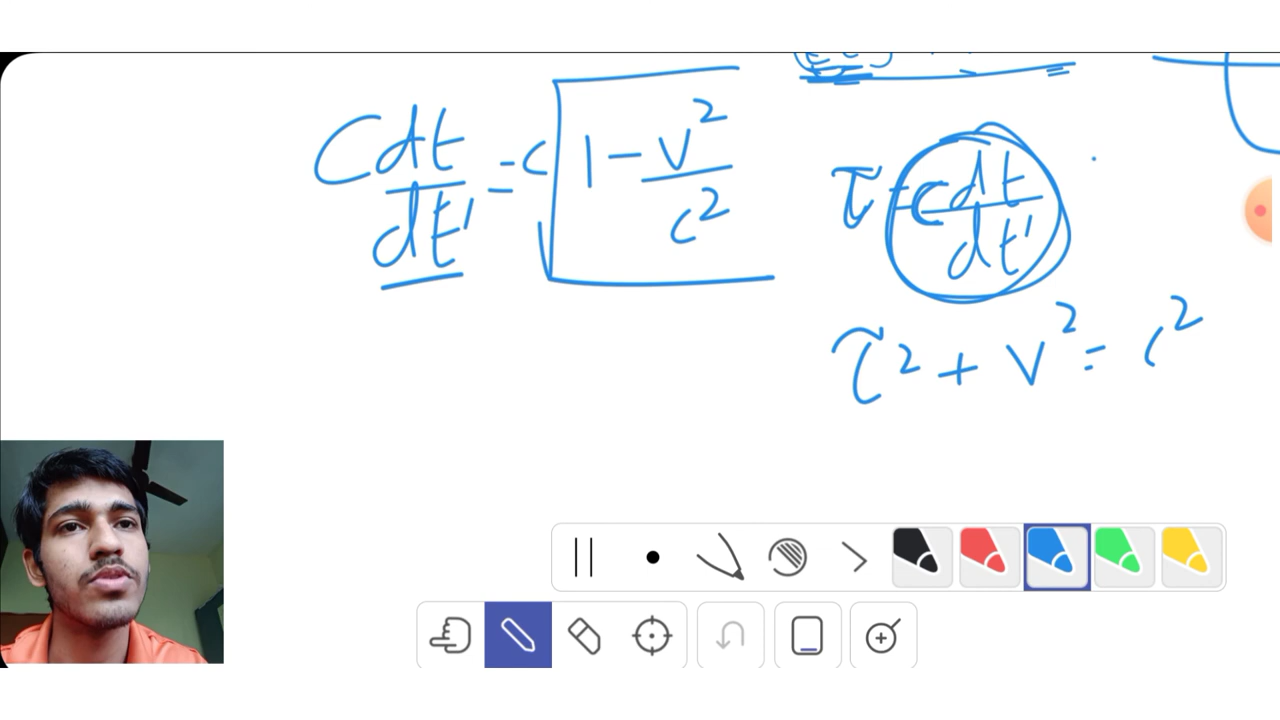 C dt/dt' = c √(1 - v²/c²)
τ = c dt/dt'
τ² + v² = c²